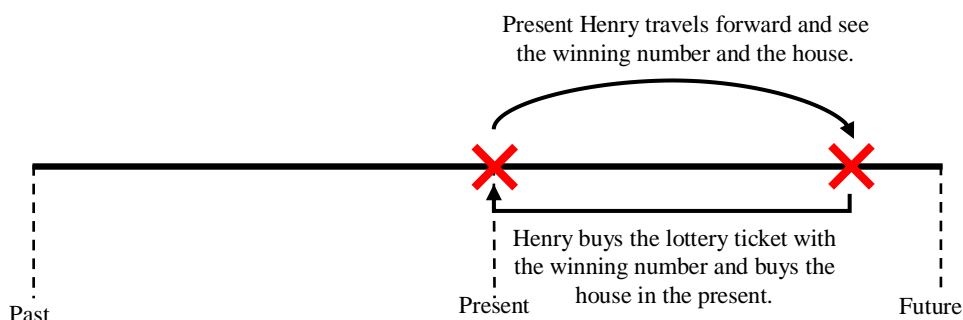 Present Henry travels forward and see
the winning number and the house.
Henry buys the lottery ticket with
the winning number and buys the
house in the present.
Past
Present
Future